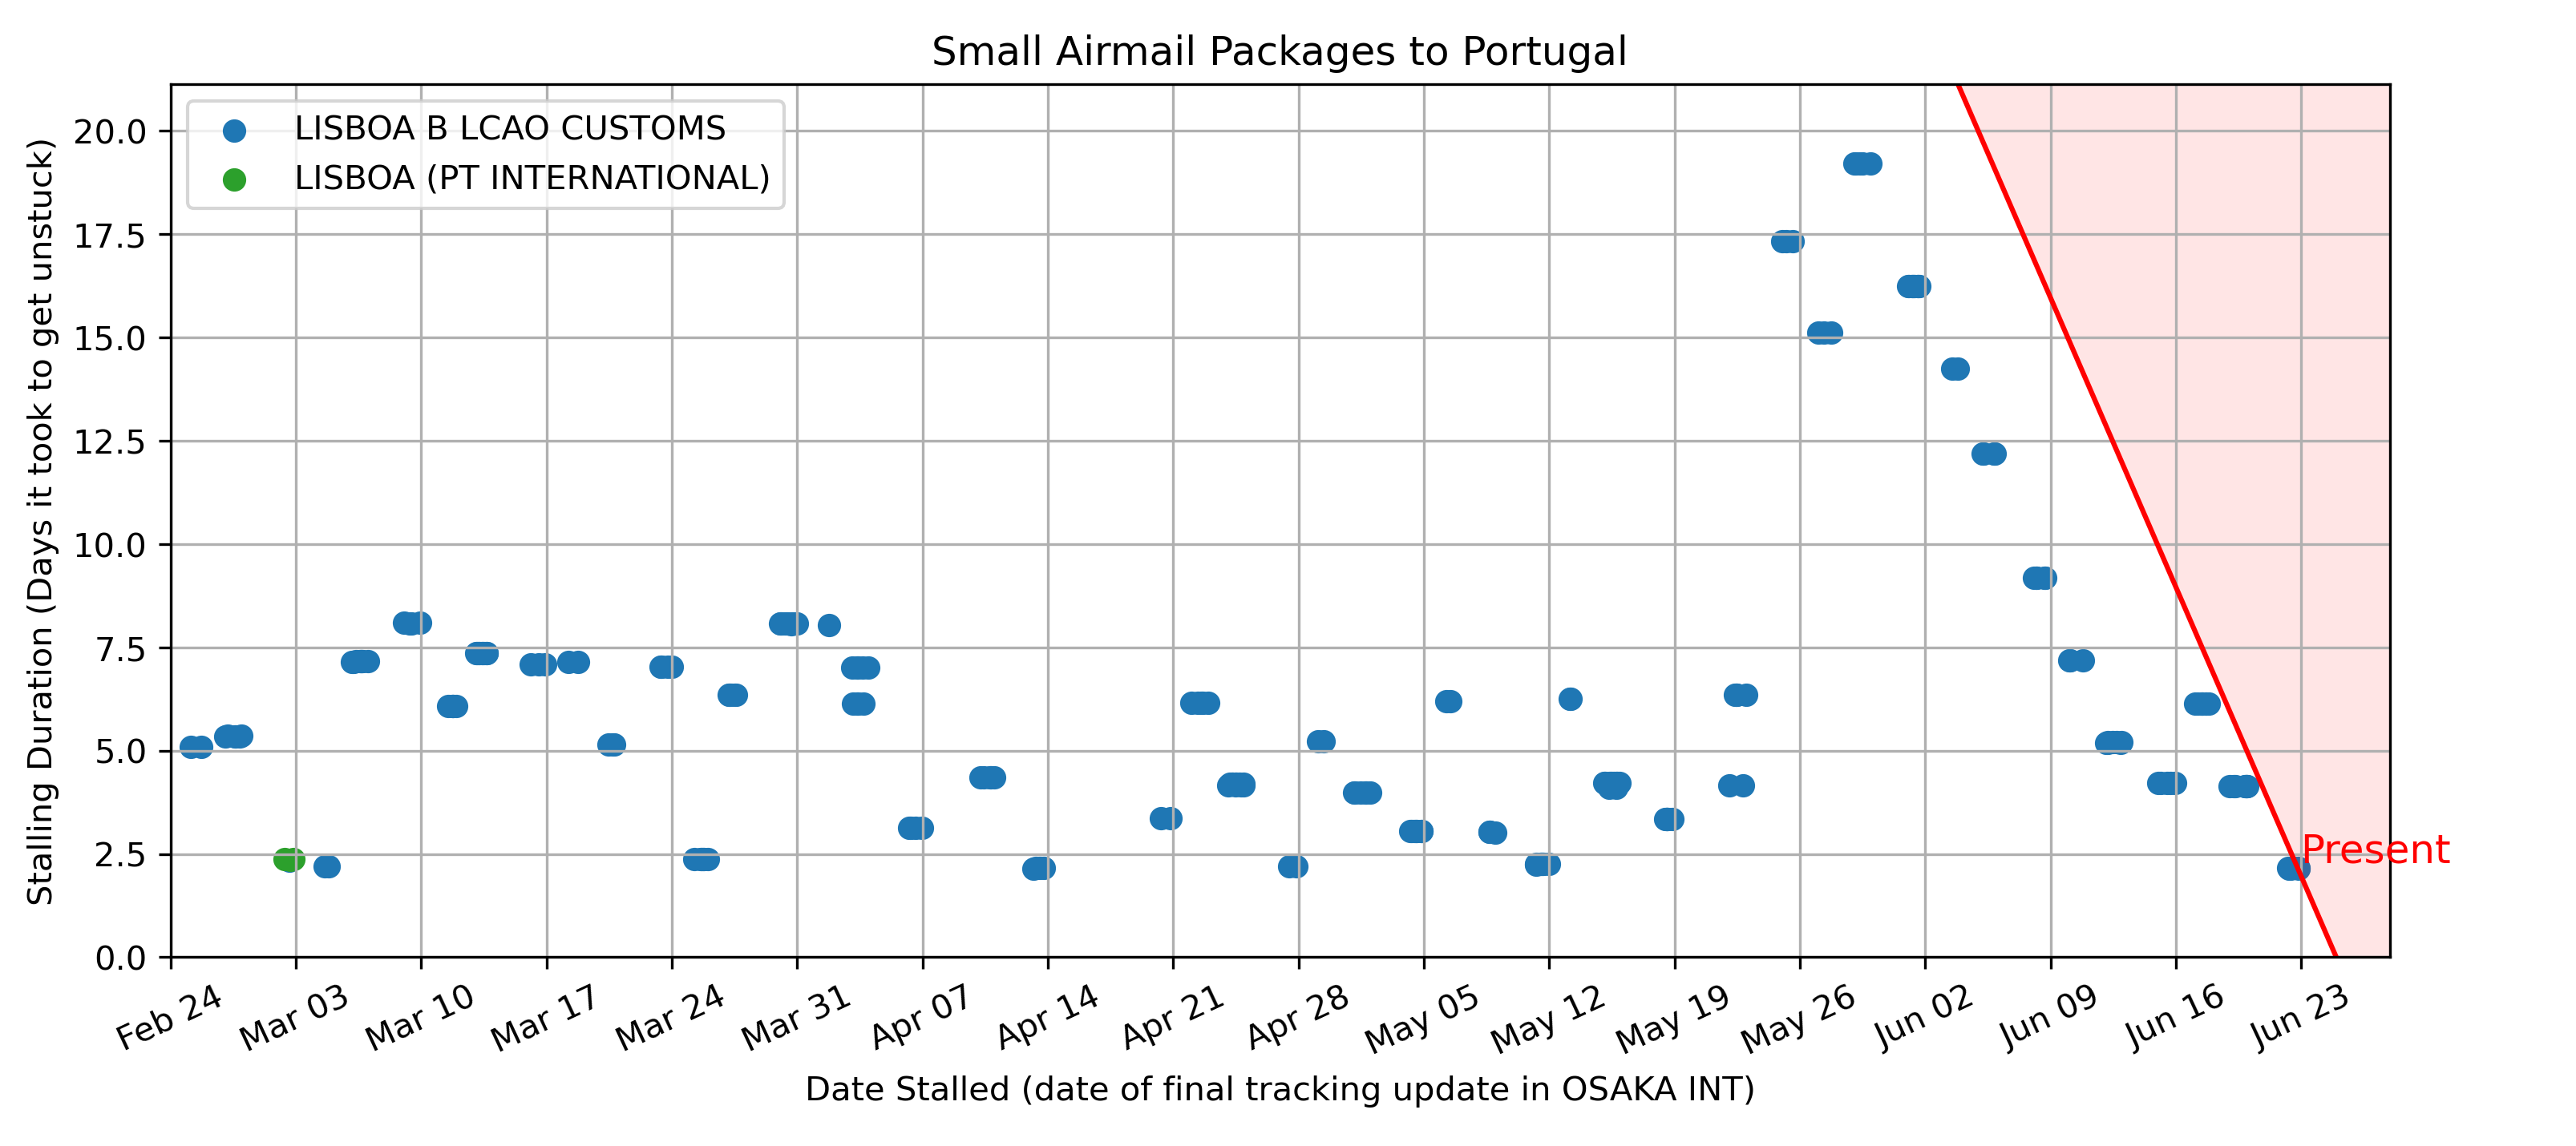 Small Airmail Packages to Portugal
LISBOA B LCAO CUSTOMS
LISBOA (PT INTERNATIONAL)
Stalling Duration (Days it took to get unstuck)
20.0
17.5
15.0
12.5
10.0
7.5
5.0
2.5
0.0
Present
Feb 24
Mar 03
Mar 10
Mar 17
Mar 24
Mar 31
Apr 07
Apr 14
Apr 21
Apr 28
May 05
May 12
May 19
May 26
Jun 02
Jun 09
Jun 16
Jun 23
Date Stalled (date of final tracking update in OSAKA INT)